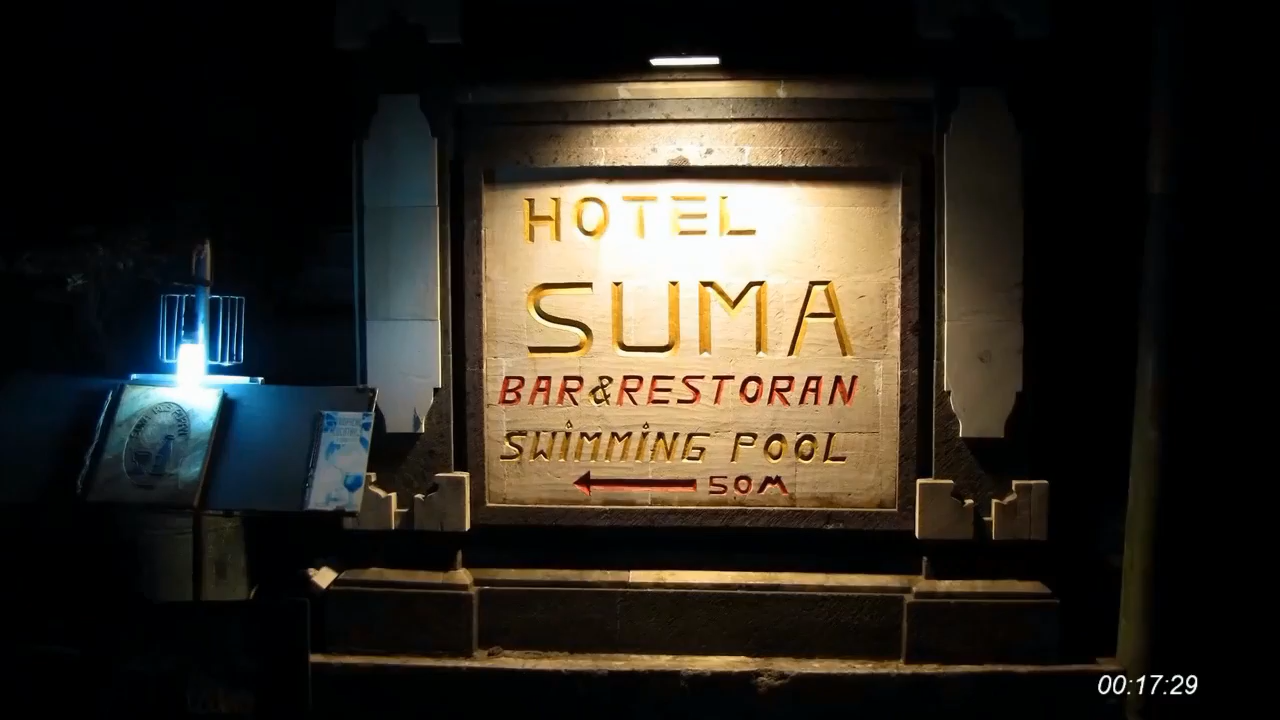 HOTEL
SUMA
BAR&RESTORAN
SWIMMING POOL
50M
00:17:29